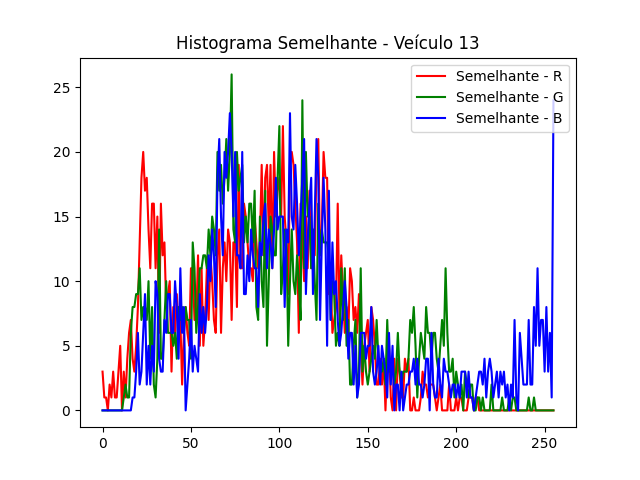 Histograma Semelhante - Veículo 13
Semelhante - R
Semelhante - G
Semelhante - B
25
20
15
10
5
0
0 50 100 150 200 250